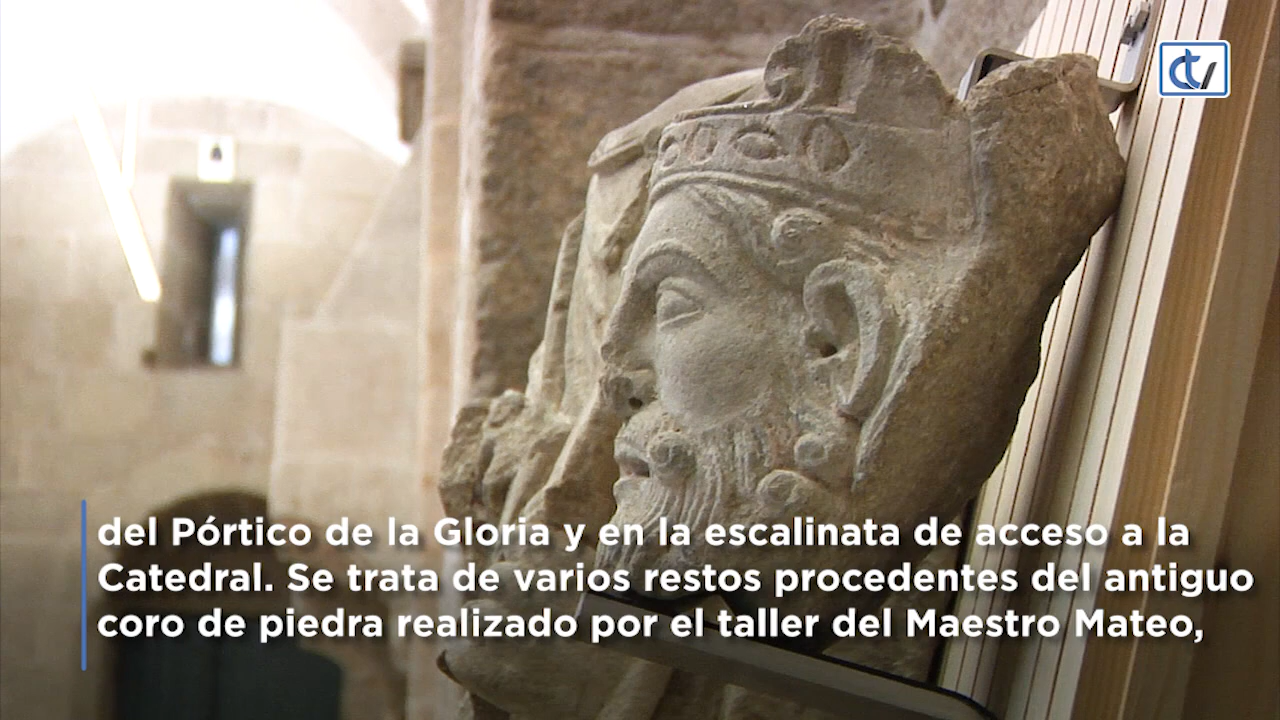 del Pórtico de la Gloria y en la escalinata de acceso a la
Catedral. Se trata de varios restos procedentes del antiguo
coro de piedra realizado por el taller del Maestro Mateo,